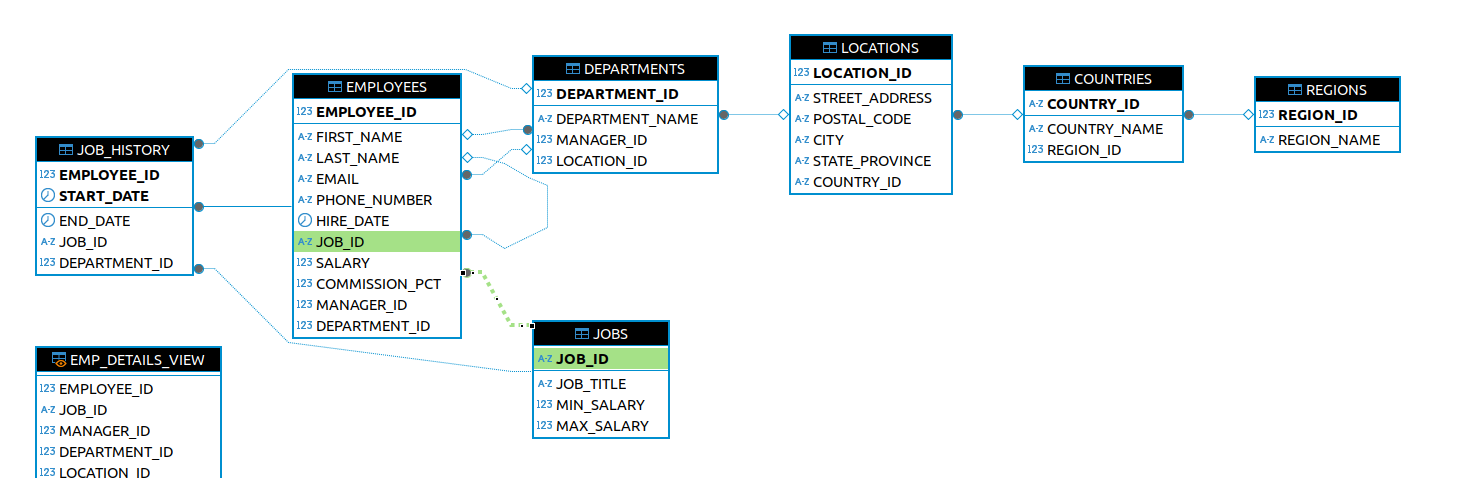 JOB_HISTORY
123 EMPLOYEE_ID
START_DATE
END_DATE
A-Z JOB_ID
123 DEPARTMENT_ID
EMP_DETAILS_VIEW
123 EMPLOYEE_ID
A-Z JOB_ID
123 MANAGER_ID
123 DEPARTMENT_ID
123 LOCATION_ID
EMPLOYEES
123 EMPLOYEE_ID
A-Z FIRST_NAME
A-Z LAST_NAME
A-Z EMAIL
A-Z PHONE_NUMBER
HIRE_DATE
A-Z JOB_ID
123 SALARY
123 COMMISSION_PCT
123 MANAGER_ID
123 DEPARTMENT_ID
DEPARTMENTS
123 DEPARTMENT_ID
A-Z DEPARTMENT_NAME
123 MANAGER_ID
123 LOCATION_ID
JOBS
A-Z JOB_ID
A-Z JOB_TITLE
123 MIN_SALARY
123 MAX_SALARY
LOCATIONS
123 LOCATION_ID
A-Z STREET_ADDRESS
A-Z POSTAL_CODE
A-Z CITY
A-Z STATE_PROVINCE
A-Z COUNTRY_ID
COUNTRIES
A-Z COUNTRY_ID
A-Z COUNTRY_NAME
123 REGION_ID
REGIONS
123 REGION_ID
A-Z REGION_NAME